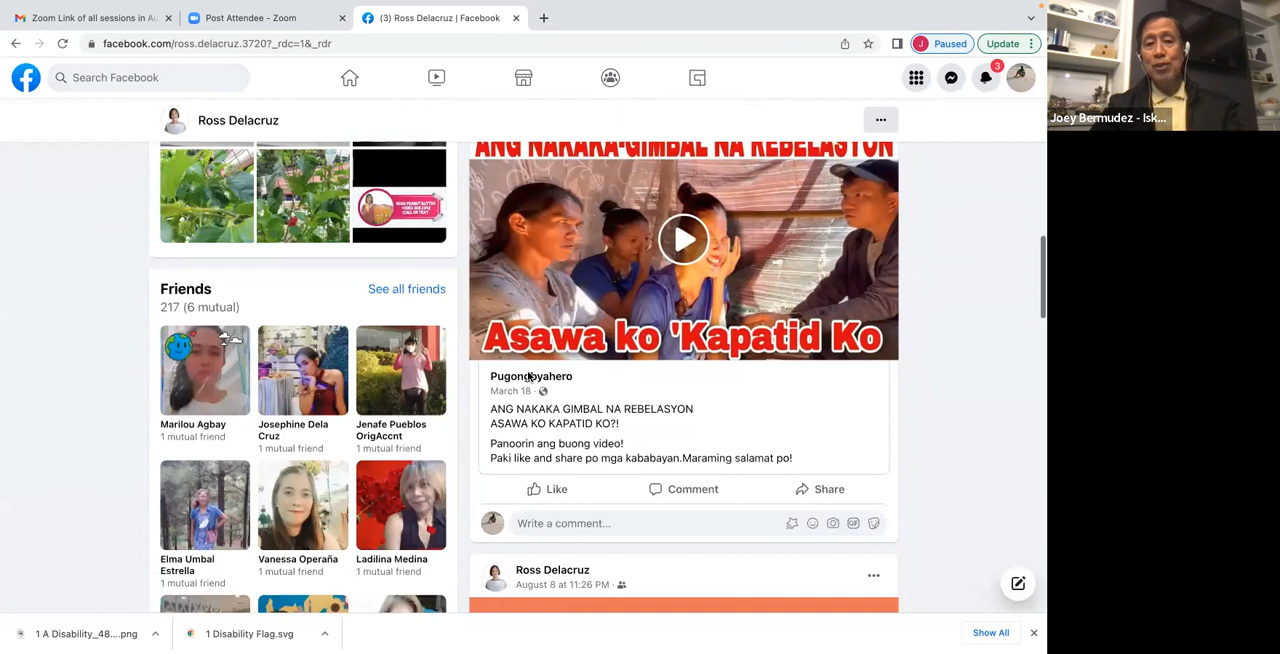 Zoom Link of all sessions in Au
Post Attendee - Zoom
(3) Ross Delacruz | Facebook
facebook.com/ross.delacruz.3720?_rdc=1&_rdr
J Paused
Update
Search Facebook
3
Joey Bermudez - Isk...
Ross Delacruz
ANG NAKAKA-GIMBAL NA REBELASYON
Asawa ko 'Kapatid Ko
Friends
See all friends
217 (6 mutual)
Marilou Agbay
1 mutual friend
Josephine Dela
Cruz
1 mutual friend
Jenafe Pueblos
OrigAccnt
1 mutual friend
Elma Umbal
Estrella
1 mutual friend
Vanessa Operaña
1 mutual friend
Ladilina Medina
1 mutual friend
March 18
ANG NAKAKA GIMBAL NA REBELASYON
ASAWA KO KAPATID KO?!
Panoorin ang buong video!
Paki like and share po mga kababayan.Maraming salamat po!
Like
Comment
Share
Write a comment...
GIF
Ross Delacruz
August 8 at 11:26 PM
1 A Disability_48....png
1 Disability Flag.svg
Show All